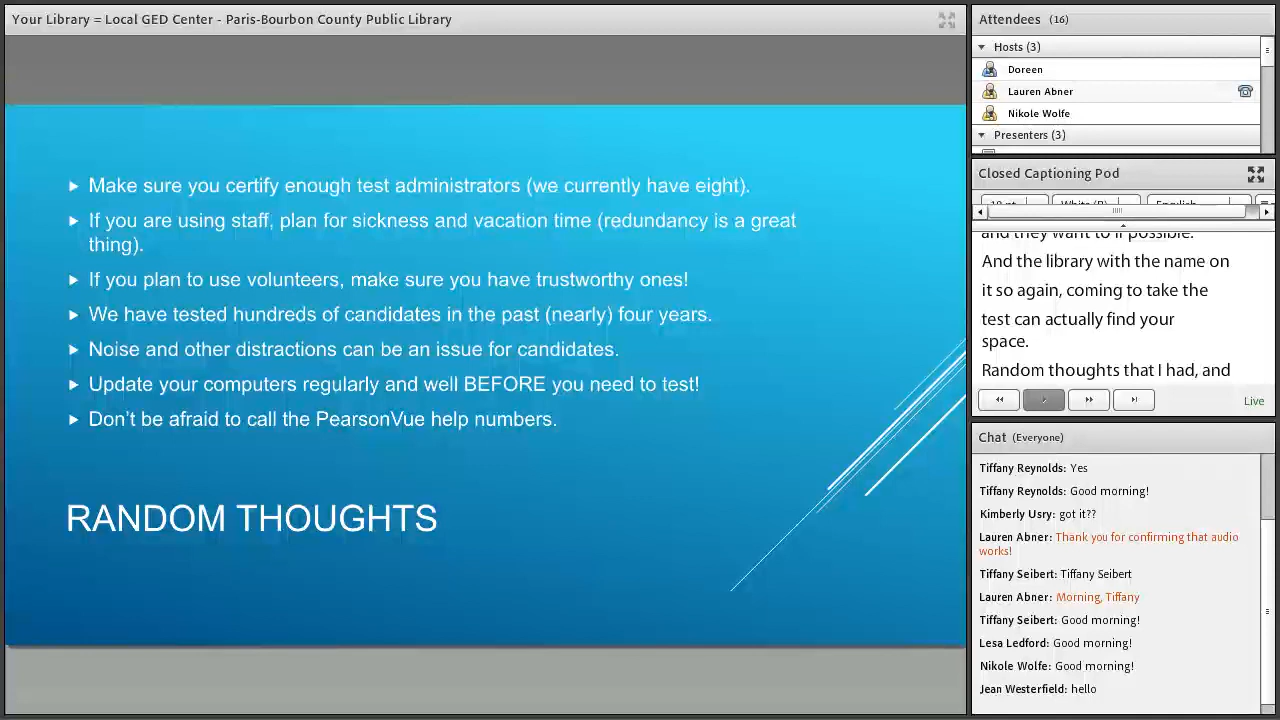 Your Library = Local GED Center - Paris-Bourbon County Public Library
Make sure you certify enough test administrators (we currently have eight).
If you are using staff, plan for sickness and vacation time (redundancy is a great
thing).
If you plan to use volunteers, make sure you have trustworthy ones!
We have tested hundreds of candidates in the past (nearly) four years.
Noise and other distractions can be an issue for candidates.
Update your computers regularly and well BEFORE you need to test!
Don't be afraid to call the PearsonVue help numbers.
RANDOM THOUGHTS
Attendees (16)
Hosts (3)
Doreen
Lauren Abner
Nikole Wolfe
Presenters (3)
Closed Captioning Pod
and they want to if possible.
And the library with the name on
it so again, coming to take the
test can actually find your
space.
Random thoughts that I had, and
Live
Chat (Everyone)
Tiffany Reynolds: Yes
Tiffany Reynolds: Good morning!
Kimberly Usry: got it??
Lauren Abner: Thank you for confirming that audio
works!
Tiffany Seibert: Tiffany Seibert
Lauren Abner: Morning, Tiffany
Tiffany Seibert: Good morning!
Lesa Ledford: Good morning!
Nikole Wolfe: Good morning!
Jean Westerfield: hello